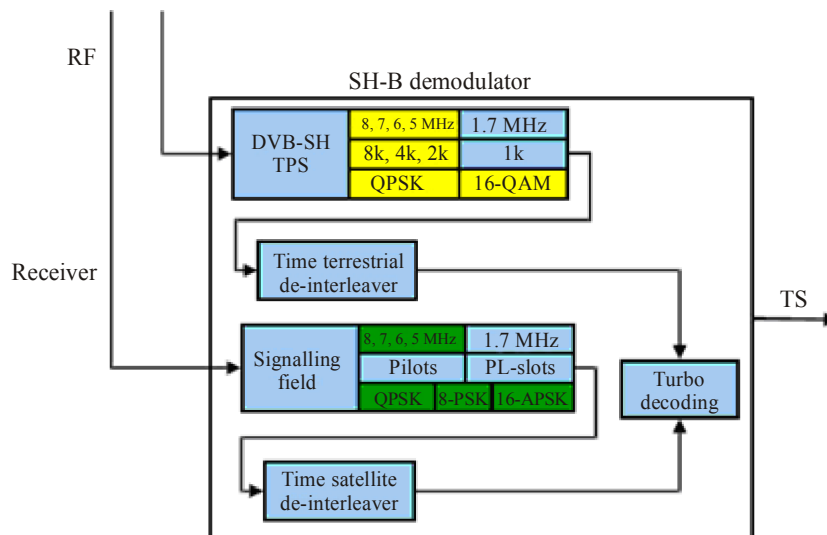 RF
SH-B demodulator
DVB-SH
TPS
8, 7, 6, 5 MHz
1.7 MHz
8k, 4k, 2k
1k
QPSK
16-QAM
Time terrestrial
de-interleaver
Receiver
TS
Signalling
field
8, 7, 6, 5 MHz
1.7 MHz
Pilots
PL-slots
QPSK
8-PSK
16-APSK
Turbo
decoding
Time satellite
de-interleaver